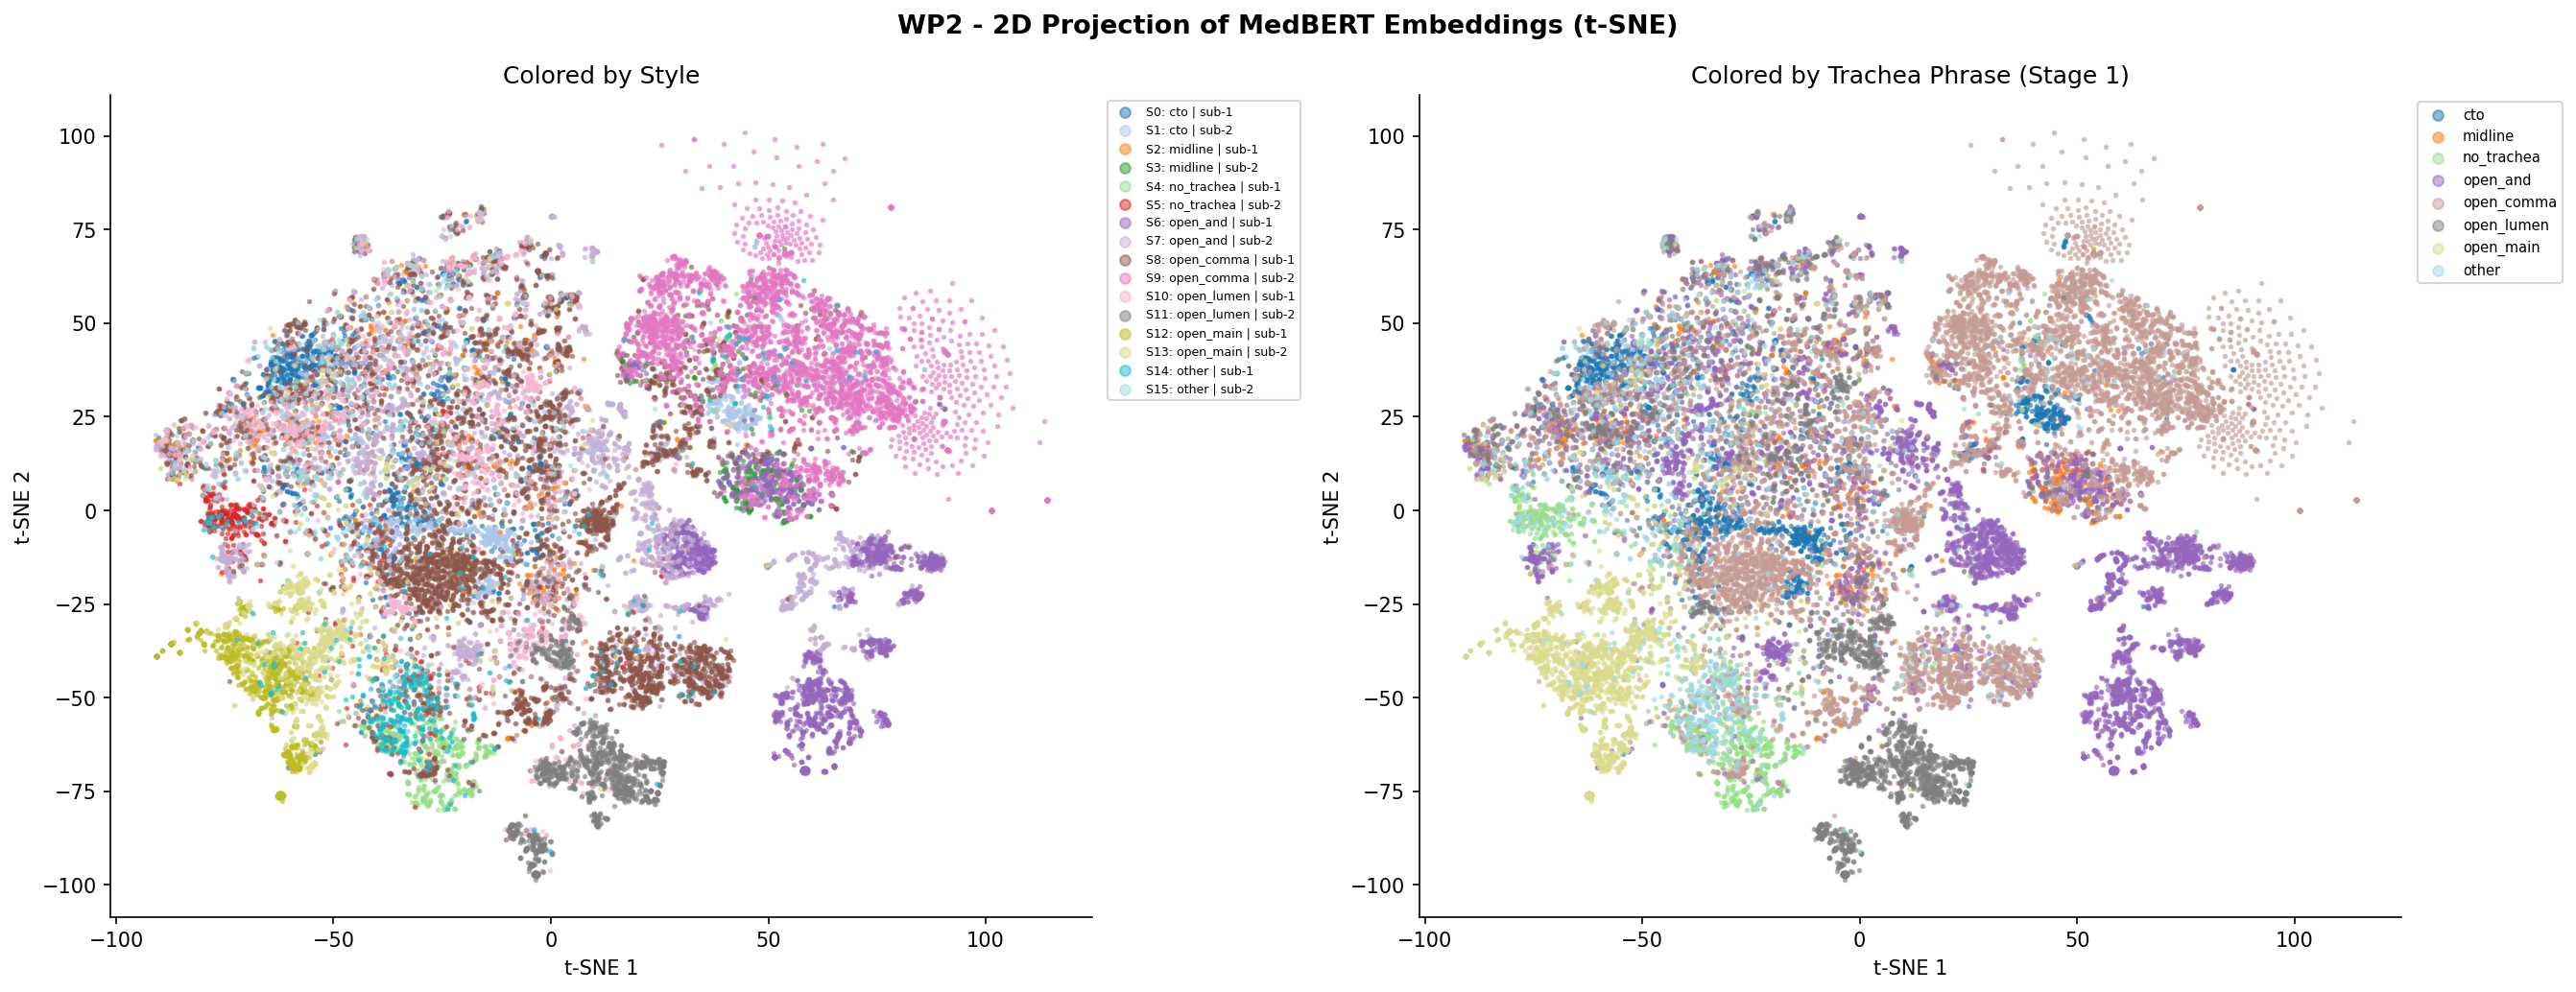 WP2 - 2D Projection of MedBERT Embeddings (t-SNE)
Colored by Style
100
75
50
25
0
−25
−50
−75
−100
t-SNE 2
−100
−50
0
50
100
t-SNE 1
S0: cto | sub-1
S1: cto | sub-2
S2: midline | sub-1
S3: midline | sub-2
S4: no_trachea | sub-1
S5: no_trachea | sub-2
S6: open_and | sub-1
S7: open_and | sub-2
S8: open_comma | sub-1
S9: open_comma | sub-2
S10: open_lumen | sub-1
S11: open_lumen | sub-2
S12: open_main | sub-1
S13: open_main | sub-2
S14: other | sub-1
S15: other | sub-2
Colored by Trachea Phrase (Stage 1)
100
75
50
25
0
−25
−50
−75
−100
t-SNE 2
−100
−50
0
50
100
t-SNE 1
cto
midline
no_trachea
open_and
open_comma
open_lumen
open_main
other